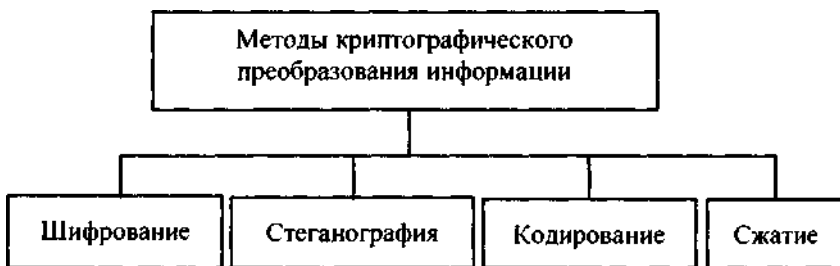 Методы криптографического
преобразования информации
Шифрование
Стеганография
Кодирование
Сжатие